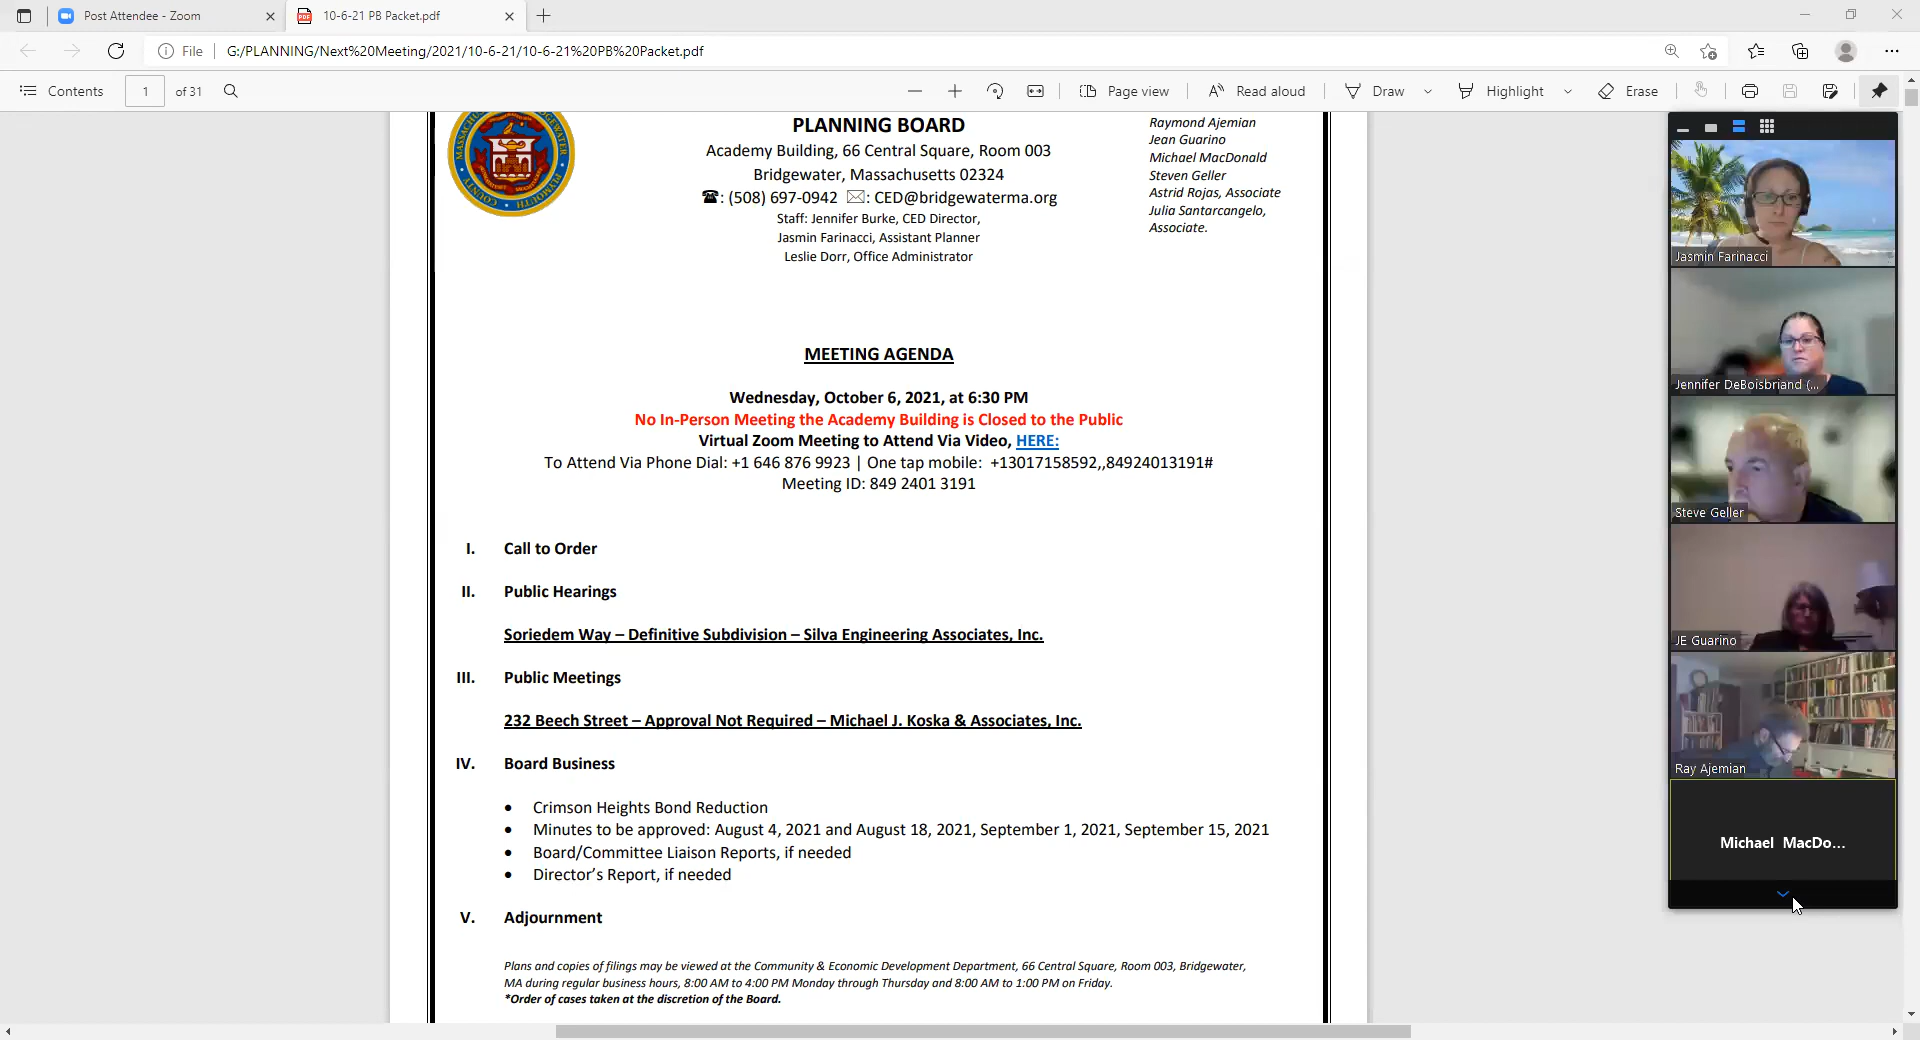 Post Attendee - Zoom
10-6-21 PB Packet.pdf
File
G:/PLANNING/Next%20Meeting/2021/10-6-21/10-6-21%20PB%20Packet.pdf
Contents
1
of 31
Page view
Read aloud
Draw
Highlight
Erase
PLANNING BOARD
Academy Building, 66 Central Square, Room 003
Bridgewater, Massachusetts 02324
☎: (508) 697-0942 ✉: CED@bridgewaterma.org
Staff: Jennifer Burke, CED Director,
Jasmin Farinacci, Assistant Planner
Leslie Dorr, Office Administrator
Raymond Ajemian
Jean Guarino
Michael MacDonald
Steven Geller
Astrid Rojas, Associate
Julia Santarcangelo,
Associate.
MEETING AGENDA
Wednesday, October 6, 2021, at 6:30 PM
No In-Person Meeting the Academy Building is Closed to the Public
Virtual Zoom Meeting to Attend Via Video, HERE:
To Attend Via Phone Dial: +1 646 876 9923 | One tap mobile: +13017158592,,84924013191#
Meeting ID: 849 2401 3191
I. Call to Order
II. Public Hearings
Soriedem Way – Definitive Subdivision – Silva Engineering Associates, Inc.
III. Public Meetings
232 Beech Street – Approval Not Required – Michael J. Koska & Associates, Inc.
IV. Board Business
• Crimson Heights Bond Reduction
• Minutes to be approved: August 4, 2021 and August 18, 2021, September 1, 2021, September 15, 2021
• Board/Committee Liaison Reports, if needed
• Director's Report, if needed
V. Adjournment
Plans and copies of filings may be viewed at the Community & Economic Development Department, 66 Central Square, Room 003, Bridgewater,
MA during regular business hours, 8:00 AM to 4:00 PM Monday through Thursday and 8:00 AM to 1:00 PM on Friday.
*Order of cases taken at the discretion of the Board.
Jasmin Farinacci
Jennifer DeBoisbriand (...
Steve Geller
JE Guarino
Ray Ajemian
Michael MacDo...